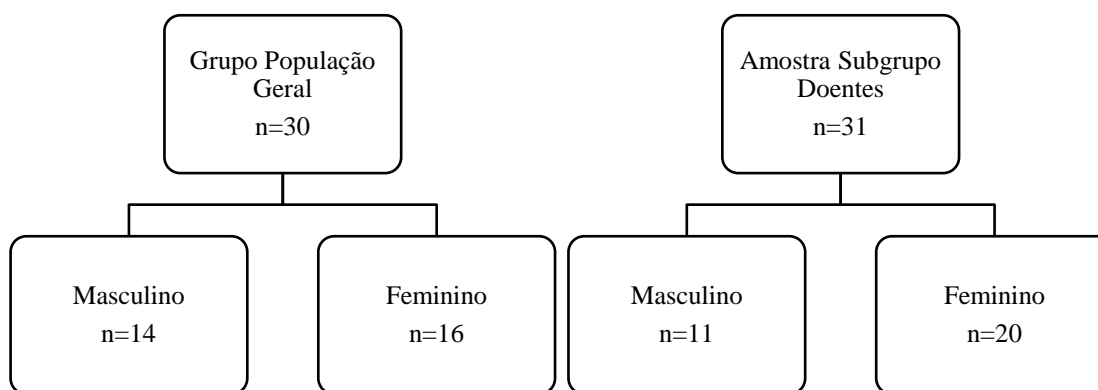 Grupo População
Geral
n=30
Amostra Subgrupo
Doentes
n=31
Masculino
n=14
Feminino
n=16
Masculino
n=11
Feminino
n=20